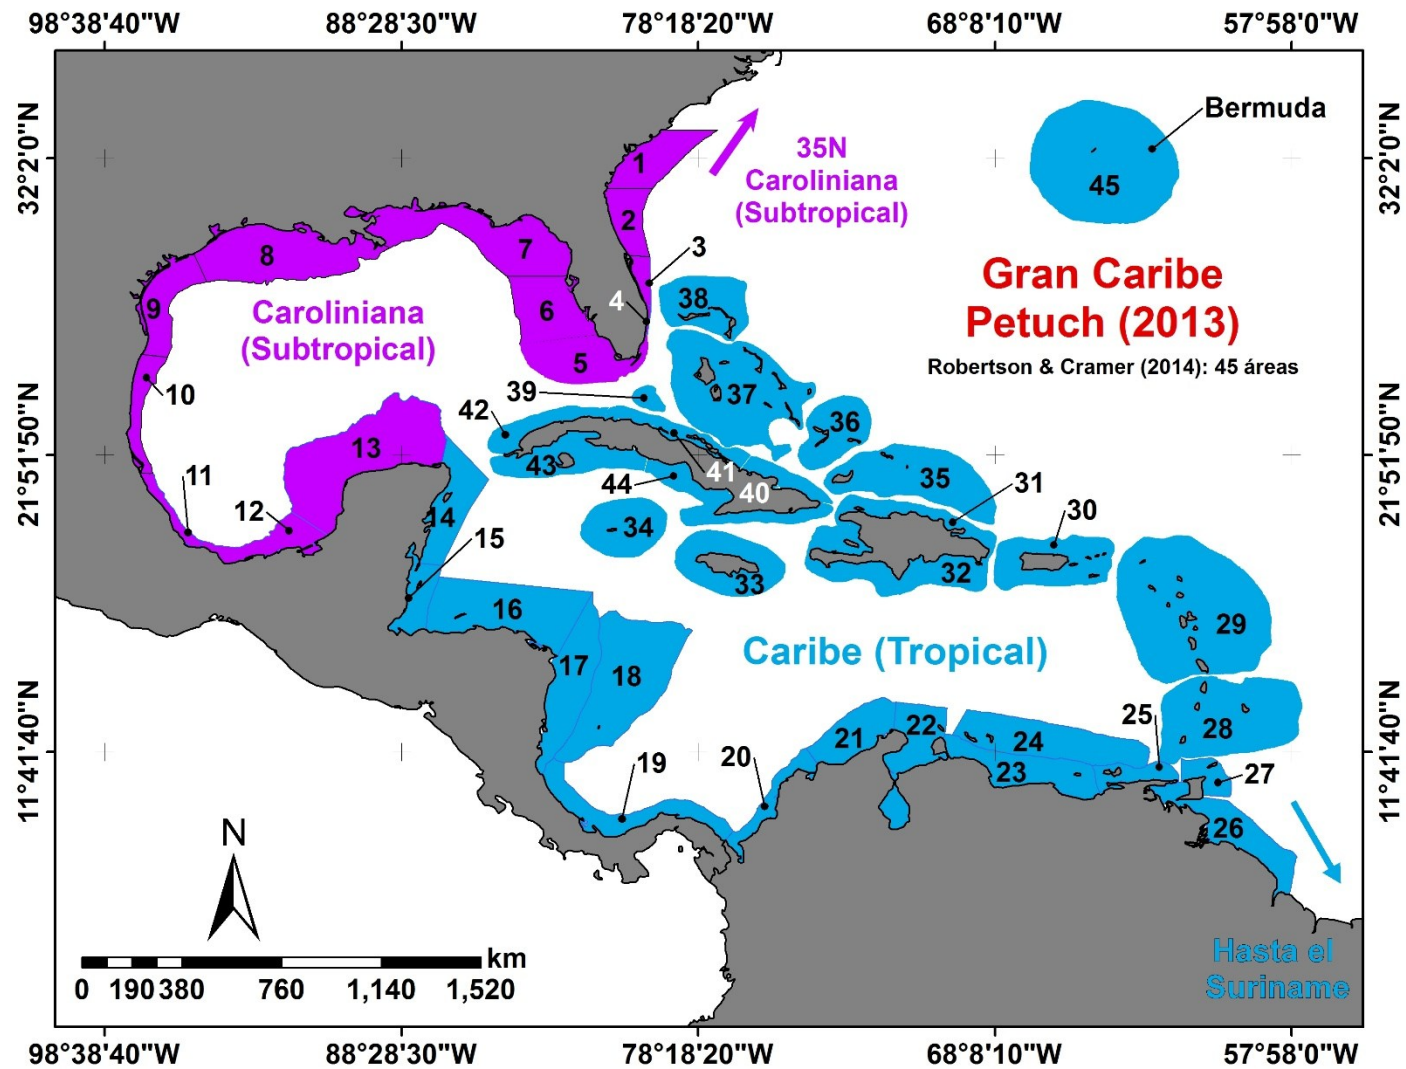 98°38'40"W
88°28'30"W
78°18'20"W
68°8'10"W
57°58'0"W
32°2'0"N
32°2'0"N
21°51'50"N
21°51'50"N
11°41'40"N
11°41'40"N
Bermuda
45
35N
Caroliniana
(Subtropical)
Gran Caribe
Petuch (2013)
Robertson & Cramer (2014): 45 áreas
Caroliniana
(Subtropical)
1
2
3
4
5
6
7
8
9
10
11
12
13
14
15
16
17
18
19
20
21
22
23
24
25
26
27
28
29
30
31
32
33
34
35
36
37
38
39
40
41
42
43
44
Caribe (Tropical)
Hasta el
Suriname
N
km
0 190 380 760 1,140 1,520
98°38'40"W
88°28'30"W
78°18'20"W
68°8'10"W
57°58'0"W